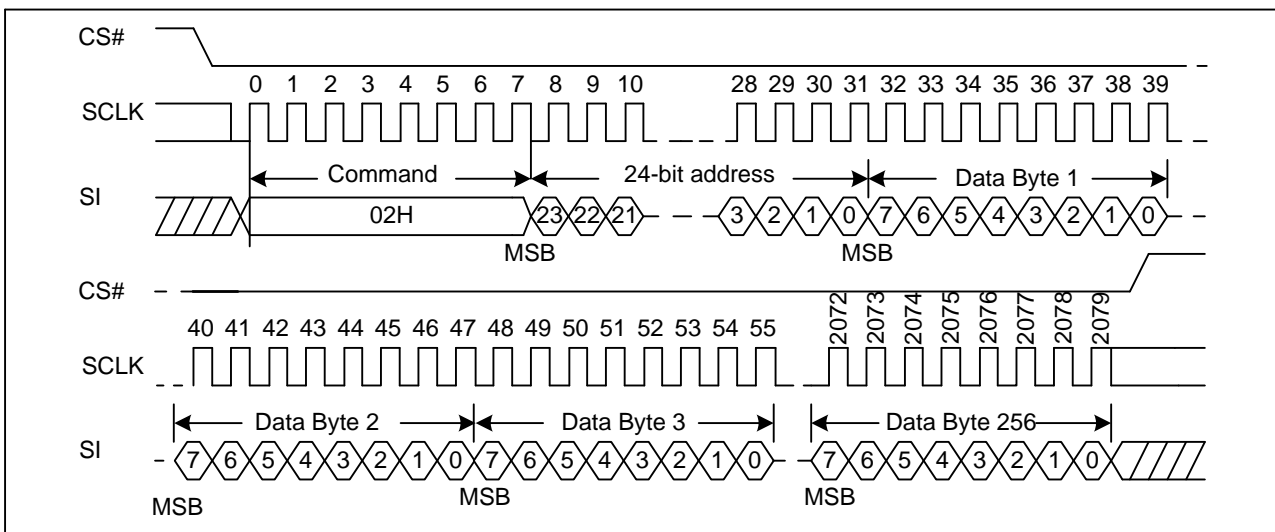 CS#
0 1 2 3 4 5 6 7 8 9 10 28 29 30 31 32 33 34 35 36 37 38 39
SCLK
Command 24-bit address Data Byte 1
SI
02H 23 22 21 3 2 1 0 7 6 5 4 3 2 1 0
MSB MSB
CS#
40 41 42 43 44 45 46 47 48 49 50 51 52 53 54 55 2072 2073 2074 2075 2076 2077 2078 2079
SCLK
Data Byte 2 Data Byte 3 Data Byte 256
SI
7 6 5 4 3 2 1 0 7 6 5 4 3 2 1 0 7 6 5 4 3 2 1 0
MSB MSB MSB